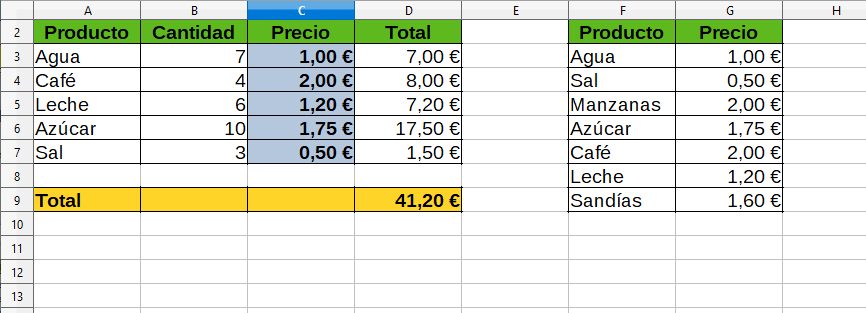 A B C D E F G H
2 Producto Cantidad Precio Total Producto Precio
3 Agua 7 1,00 € 7,00 € Agua 1,00 €
4 Café 4 2,00 € 8,00 € Sal 0,50 €
5 Leche 6 1,20 € 7,20 € Manzanas 2,00 €
6 Azúcar 10 1,75 € 17,50 € Azúcar 1,75 €
7 Sal 3 0,50 € 1,50 € Café 2,00 €
8 Leche 1,20 €
9 Total 41,20 € Sandías 1,60 €
10
11
12
13